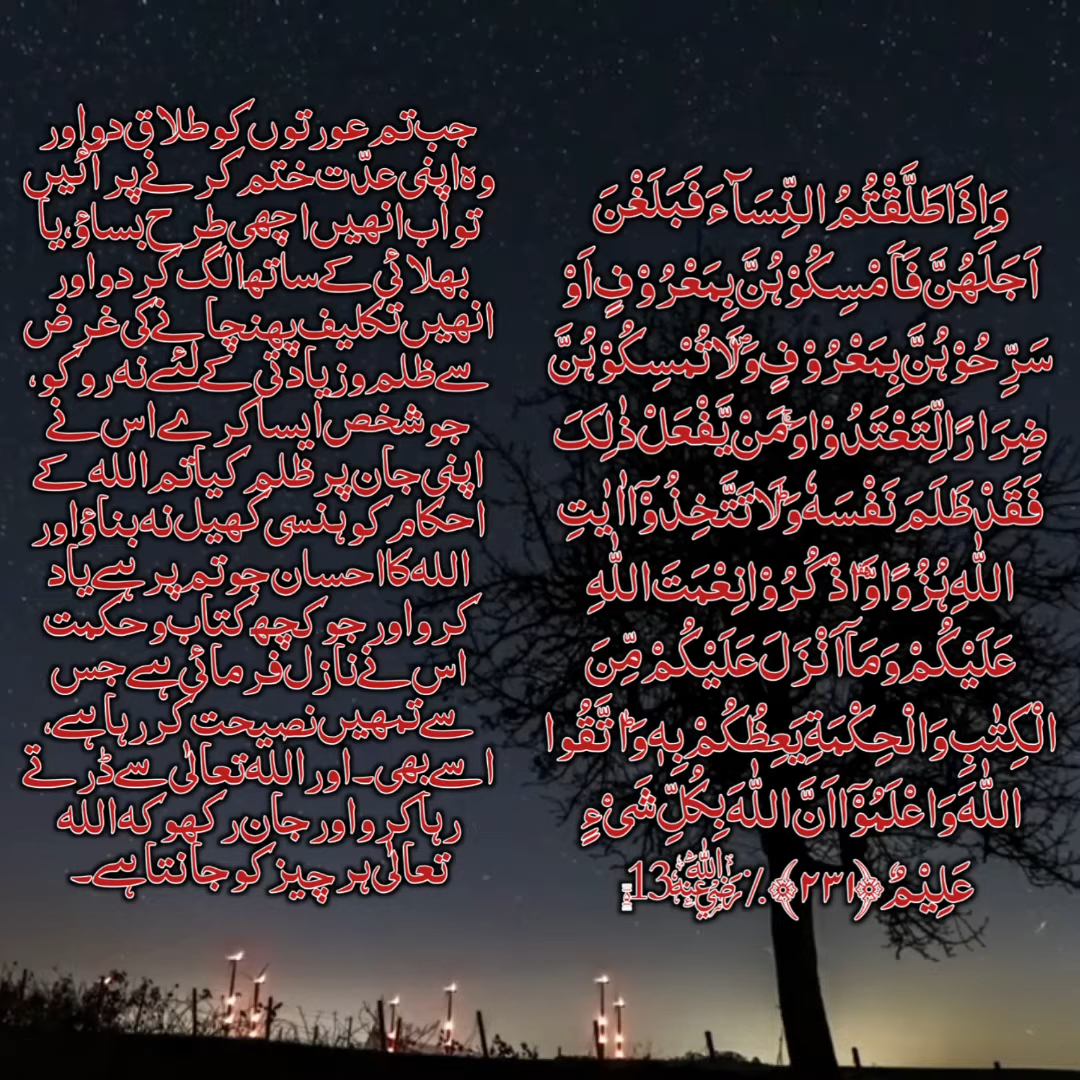 وَاِذَا طَلَّقْتُمُ النِّسَآءَ فَبَلَغْنَ
اَجَلَهُنَّ فَاَمْسِكُوْهُنَّ بِمَعْرُوْفٍ اَوْ
سَرِّحُوْهُنَّ بِمَعْرُوْفٍ ۪ وَلَا تُمْسِكُوْهُنَّ
ضِرَارًا لِّتَعْتَدُوْا ۚ وَمَنْ يَّفْعَلْ ذٰلِکَ
فَقَدْ ظَلَمَ نَفْسَهٗ ؕ وَلَا تَتَّخِذُوْۤا اٰيٰتِ
اللّٰهِ هُزُوًا ۫ وَّاذْكُرُوْا نِعْمَتَ اللّٰهِ
عَلَيْكُمْ وَمَاۤ اَنْزَلَ عَلَيْكُمْ مِّنَ
الْكِتٰبِ وَالْحِكْمَةِ يَعِظُكُمْ بِهٖ ؕ وَاتَّقُوا
اللّٰهَ وَاعْلَمُوْۤا اَنَّ اللّٰهَ بِكُلِّ شَیْءٍ
عَلِيْمٌ ﴿۲۳۱﴾٪ 13
جب تم عورتوں کو طلاق دو اور
وہ اپنی عدّت ختم کرنے پر آئیں
تو اب انھیں اچھی طرح بساؤ، یا
بھلائی کے ساتھ الگ کر دو اور
انھیں تکلیف پھنچانے کی غرض
سے ظلم و زیادتی کے لئے نہ روکو،
جو شخص ایسا کرے اس نے
اپنی جان پر ظلم کیا تم اللہ کے
احکام کو ہنسی کھیل نہ بناؤ اور
اللہ کا احسان جو تم پر ہے یاد
کرو اور جو کچھ کتاب و حکمت
اس نے نازل فرمائی ہے جس
سے تمھیں نصیحت کر رہا ہے،
اسے بھی۔ اور اللہ تعالٰی سے ڈرتے
رہا کرو اور جان رکھو کہ اللہ
تعالٰی ہر چیز کو جانتا ہے۔